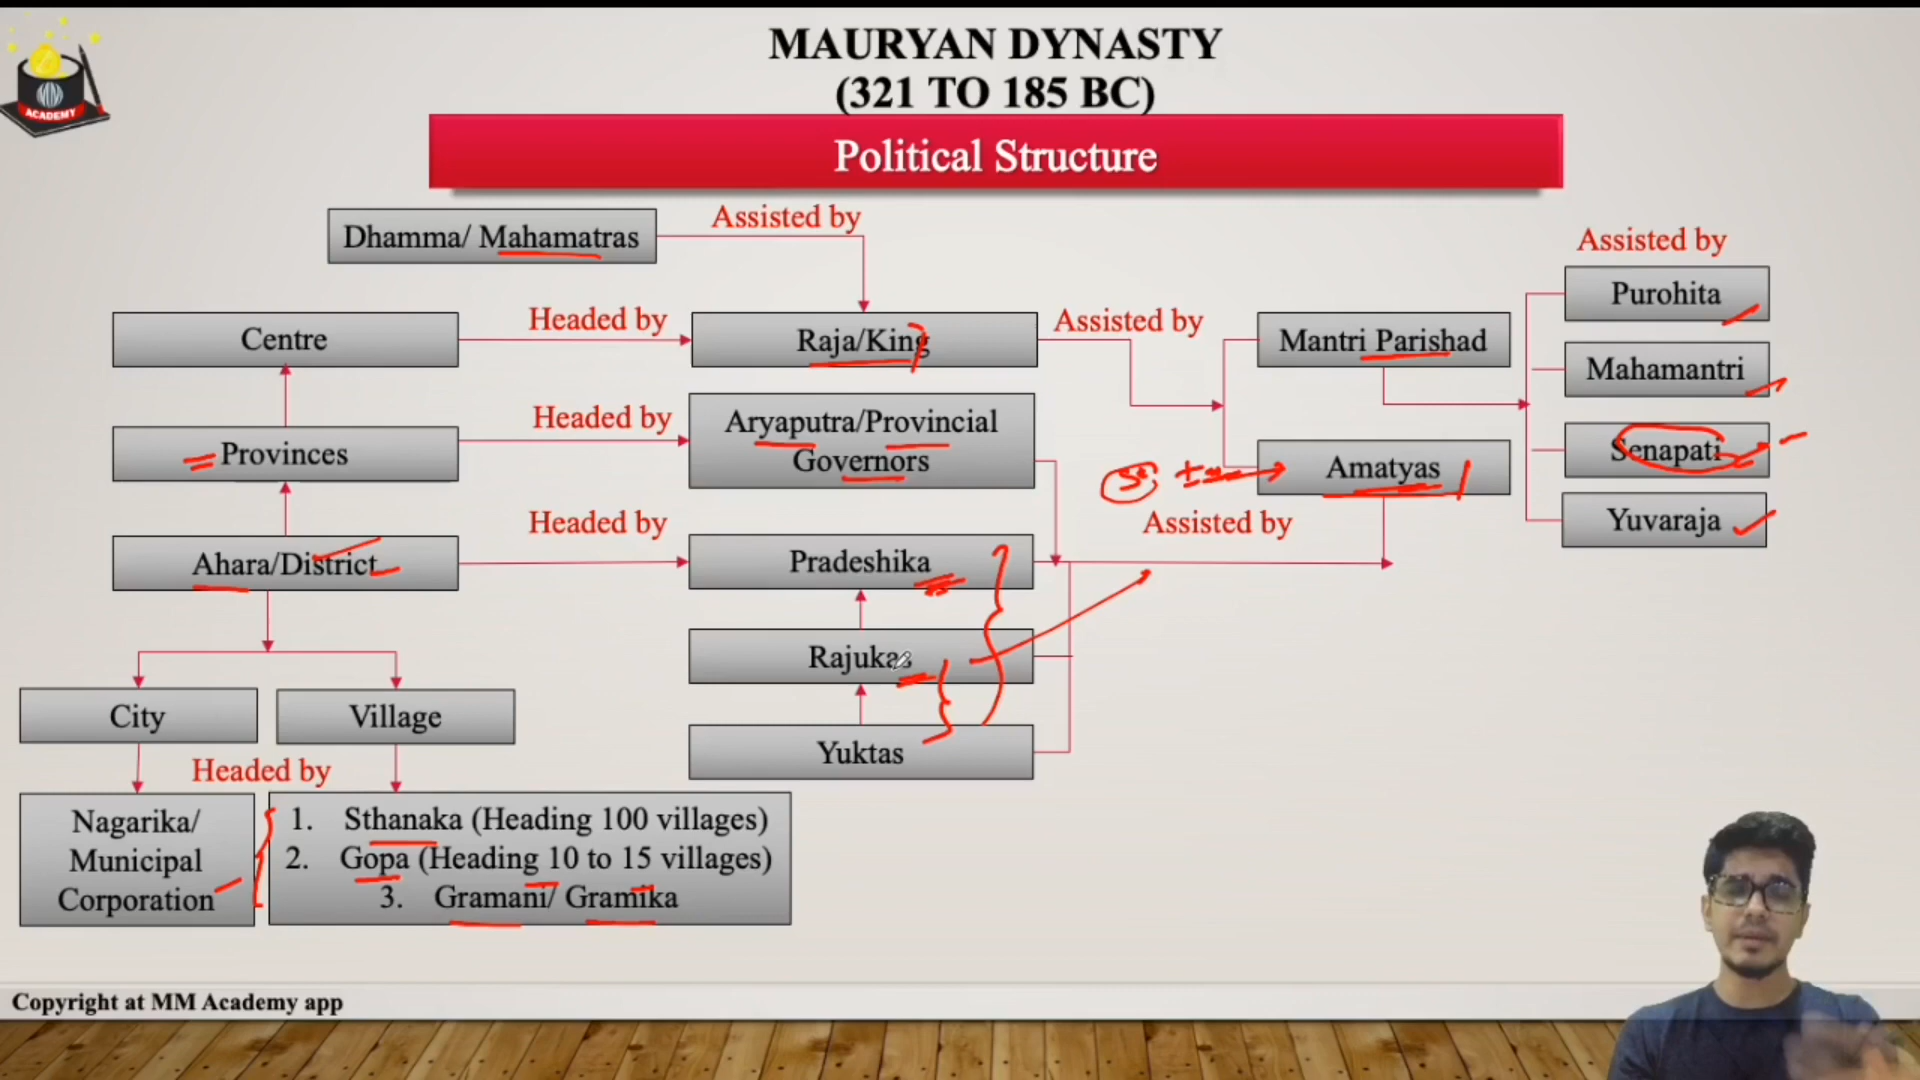 MAURYAN DYNASTY
(321 TO 185 BC)
ACADEMY
Political Structure
Dhamma/ Mahamatras
Assisted by
Assisted by
Purohita
Centre
Headed by
Raja/King
Assisted by
Mantri Parishad
Mahamantri
Provinces
Headed by
Aryaputra/Provincial
Governors
Amatyas
Senapati
Ahara/District
Headed by
Pradeshika
Assisted by
Yuvaraja
Rajukas
City
Village
Yuktas
Headed by
Nagarika/
Municipal
Corporation
1. Sthanaka (Heading 100 villages)
2. Gopa (Heading 10 to 15 villages)
3. Gramani/ Gramika
Copyright at MM Academy app